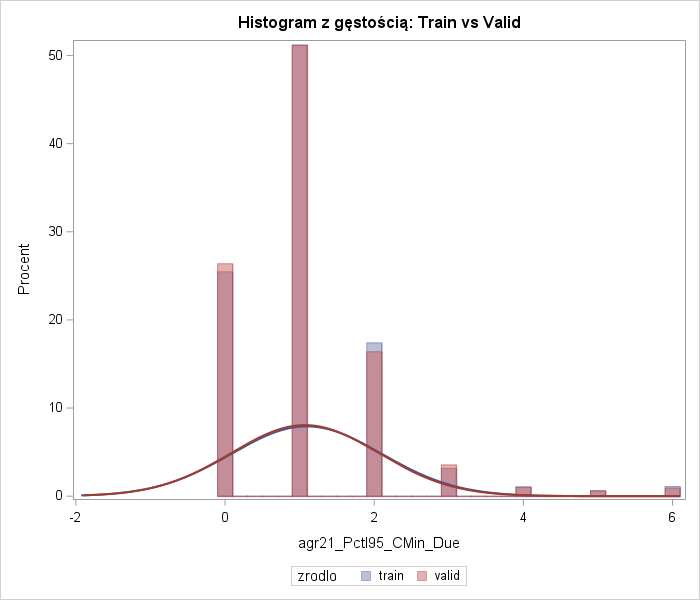 Histogram z gęstością: Train vs Valid
50
40
30
20
10
0
Procent
-2 0 2 4 6
agr21_Pctl95_CMin_Due
zrodlo train valid